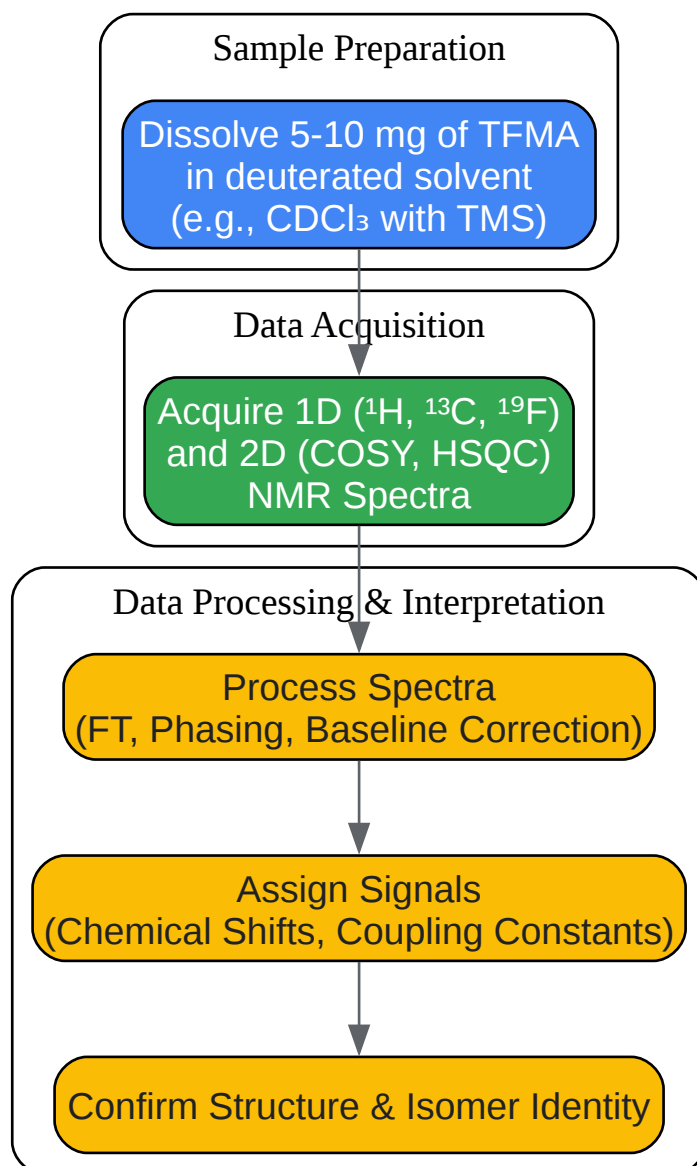 Sample Preparation
Dissolve 5-10 mg of TFMA
in deuterated solvent
(e.g., CDCl₃ with TMS)
Data Acquisition
Acquire 1D (¹H, ¹³C, ¹⁹F)
and 2D (COSY, HSQC)
NMR Spectra
Data Processing & Interpretation
Process Spectra
(FT, Phasing, Baseline Correction)
Assign Signals
(Chemical Shifts, Coupling Constants)
Confirm Structure & Isomer Identity